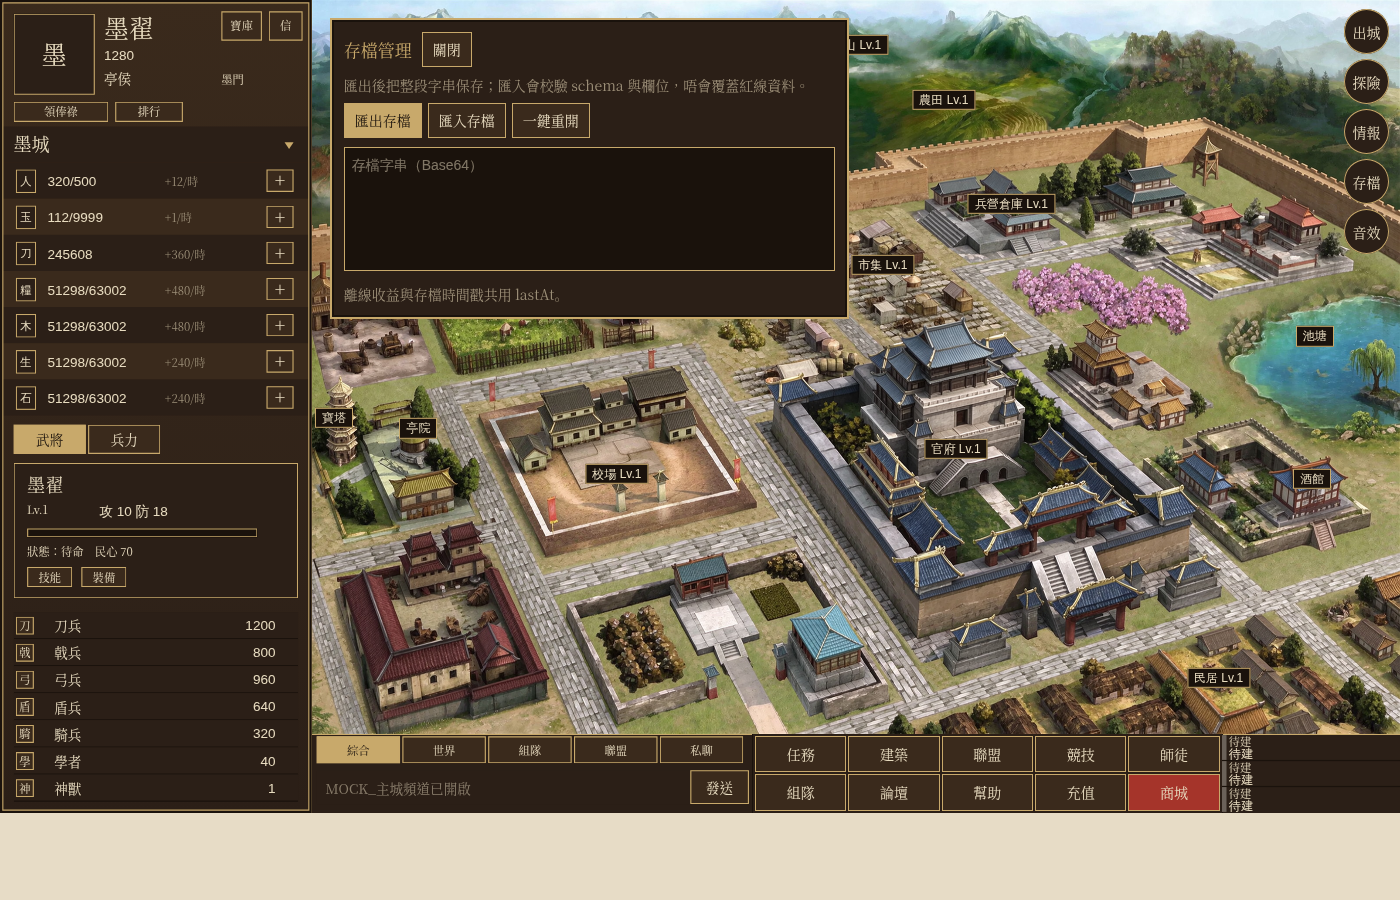 墨
墨翟
寶庫
信
1280
亭侯
墨門
領俸祿
排行
墨城
人 320/500 +12/時 +
玉 112/9999 +1/時 +
刀 245608 +360/時 +
糧 51298/63002 +480/時 +
木 51298/63002 +480/時 +
生 51298/63002 +240/時 +
石 51298/63002 +240/時 +
武將
兵力
墨翟
Lv.1 攻 10 防 18
狀態：待命 民心 70
技能
裝備
刀 刀兵 1200
戟 戟兵 800
弓 弓兵 960
盾 盾兵 640
騎 騎兵 320
學 學者 40
神 神獸 1
存檔管理
關閉
匯出後把整段字串保存；匯入會校驗 schema 與欄位，唔會覆蓋紅線資料。
匯出存檔
匯入存檔
一鍵重開
存檔字串（Base64）
離線收益與存檔時間戳共用 lastAt。
山 Lv.1
農田 Lv.1
兵營倉庫 Lv.1
市集 Lv.1
池塘
寶塔
亭院
校場 Lv.1
官府 Lv.1
酒館
民居 Lv.1
出城
探險
情報
存檔
音效
綜合
世界
組隊
聯盟
私聊
MOCK_主城頻道已開啟
發送
任務
建築
聯盟
競技
師徒
組隊
論壇
幫助
充值
商城
待建
待建
待建
待建
待建
待建